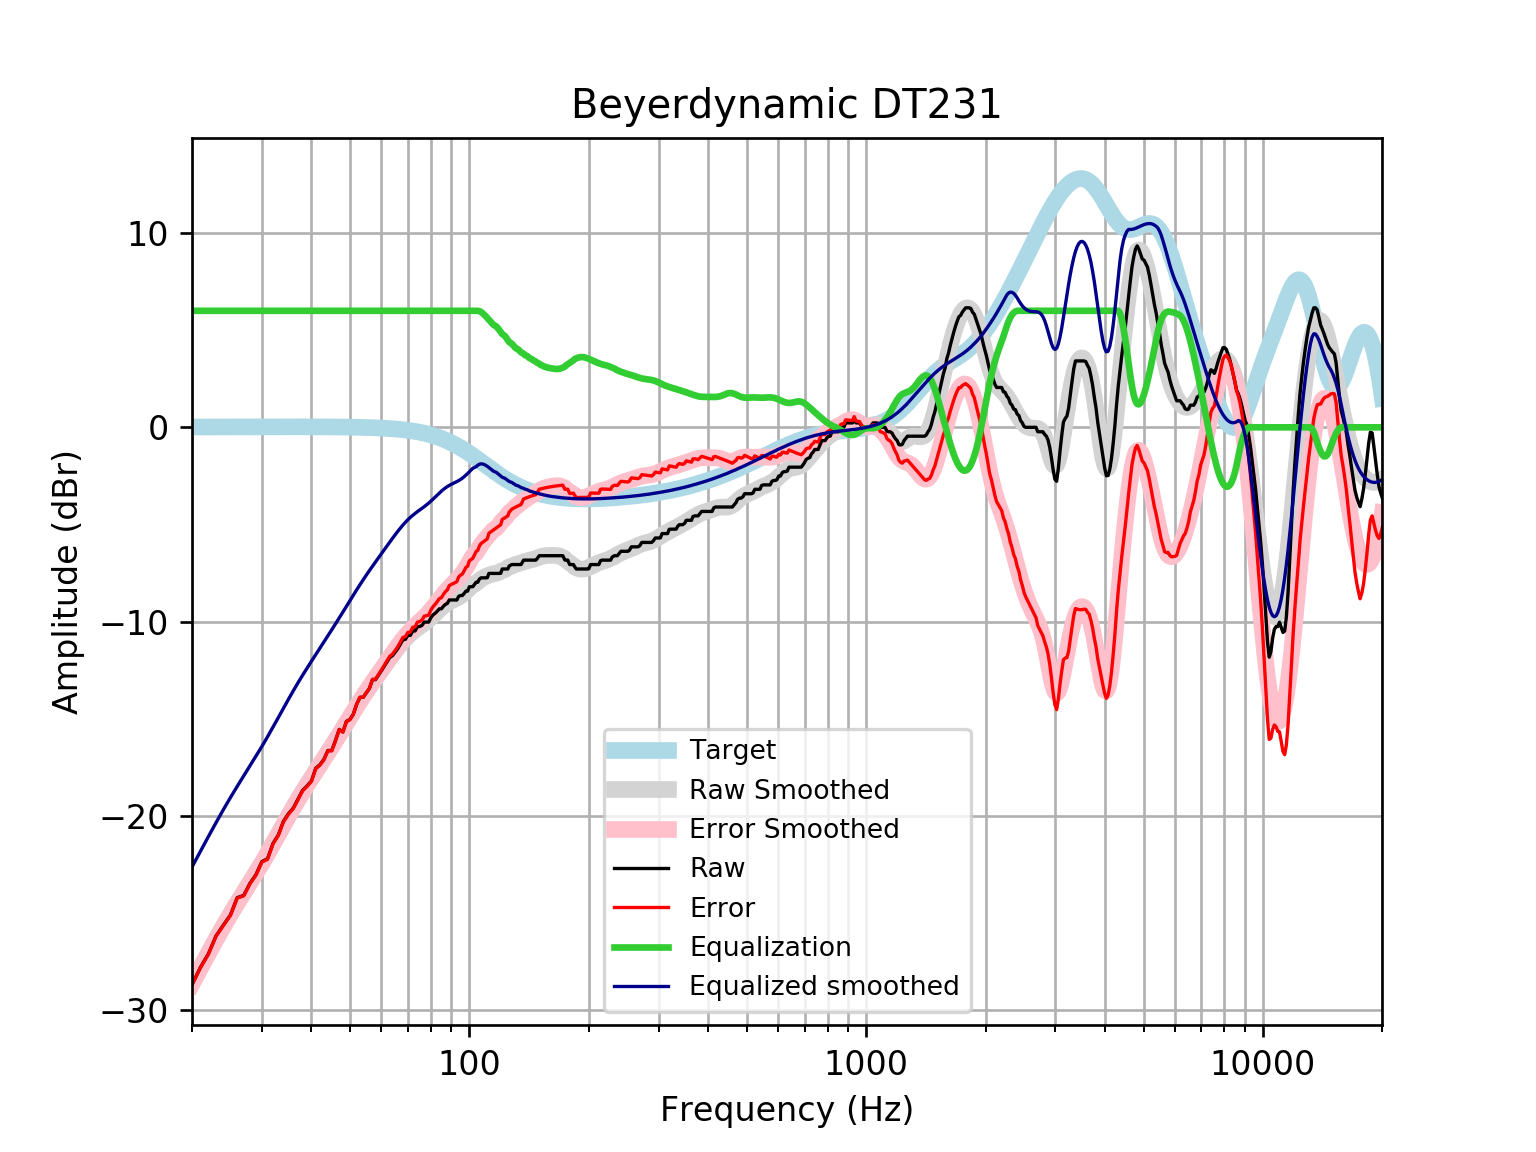 Beyerdynamic DT231
10
0
−10
−20
−30
Amplitude (dBr)
Target
Raw Smoothed
Error Smoothed
Raw
Error
Equalization
Equalized smoothed
100
1000
10000
Frequency (Hz)